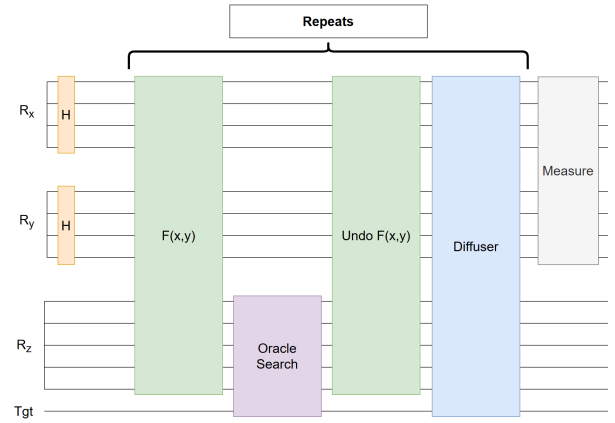 Repeats
Rx
H
Ry
H
F(x,y)
Undo F(x,y)
Diffuser
Measure
Rz
Oracle
Search
Tgt